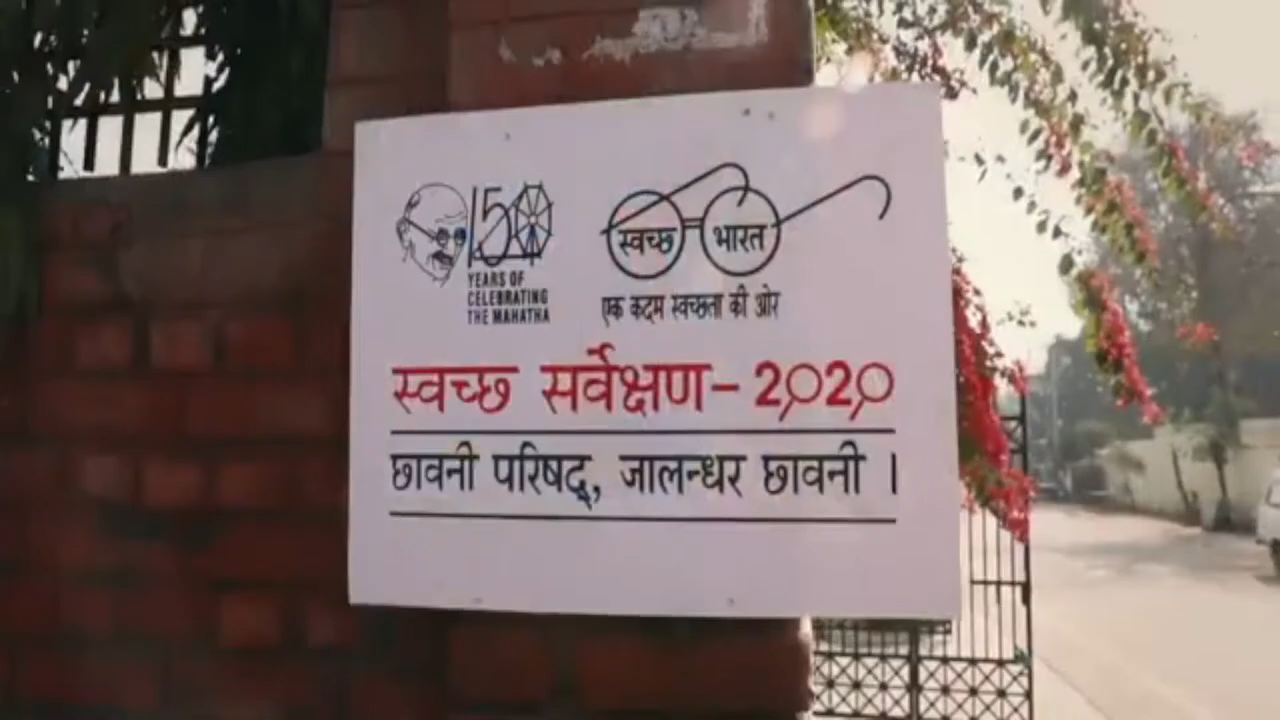 150
YEARS OF
CELEBRATING
THE MAHATHA
स्वच्छ भारत
एक कदम स्वच्छता की ओर
स्वच्छ सर्वेक्षण - 2020
छावनी परिषद्, जालन्धर छावनी ।